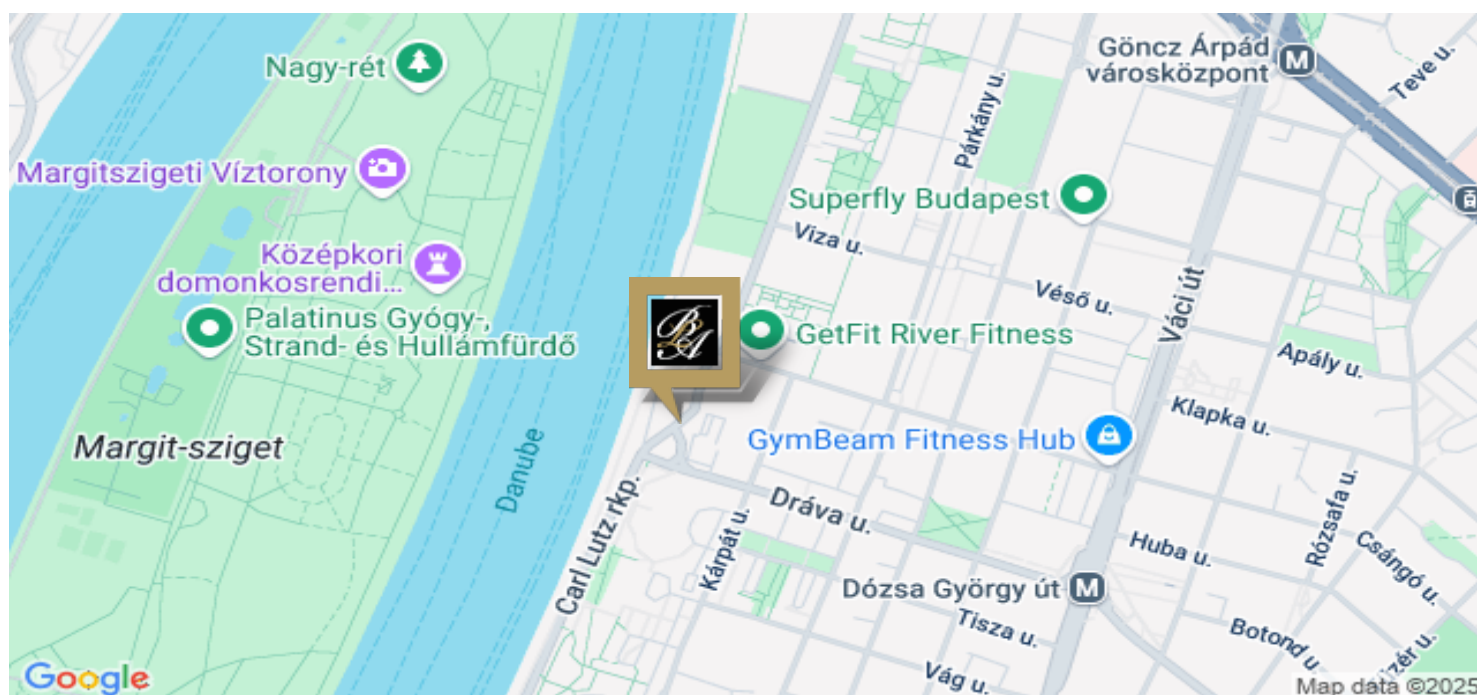 Nagy-rét
Göncz Árpád
városközpont
Teve u.
Párkány u.
Margitszigeti Víztorony
Superfly Budapest
Viza u.
Középkori
domonkosrendi...
Véső u.
Váci út
Palatinus Gyógy-,
Strand- és Hullámfürdő
BLA
GetFit River Fitness
Apály u.
Klapka u.
Margit-sziget
Danube
GymBeam Fitness Hub
Carl Lutz rkp.
Kárpát u.
Dráva u.
Rózsafa u.
Huba u.
Csángó u.
Dózsa György út
M
M
Tisza u.
Botond u.
Vág u.
Google
Map data ©2025